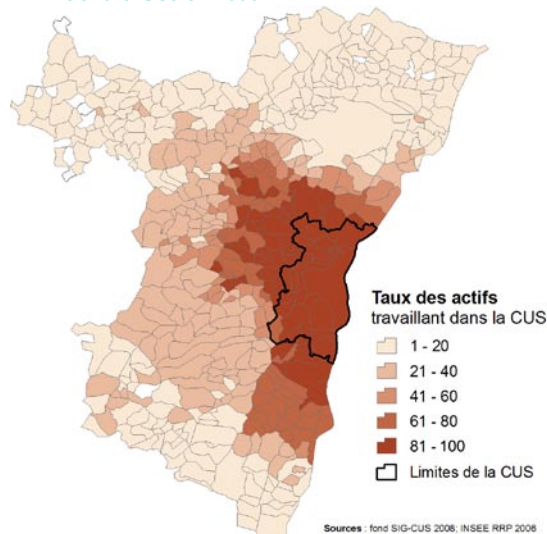 Taux des actifs
travaillant dans la CUS
1 - 20
21 - 40
41 - 60
61 - 80
81 - 100
Limites de la CUS
Sources : fond SIG-CUS 2008; INSEE RRP 2006